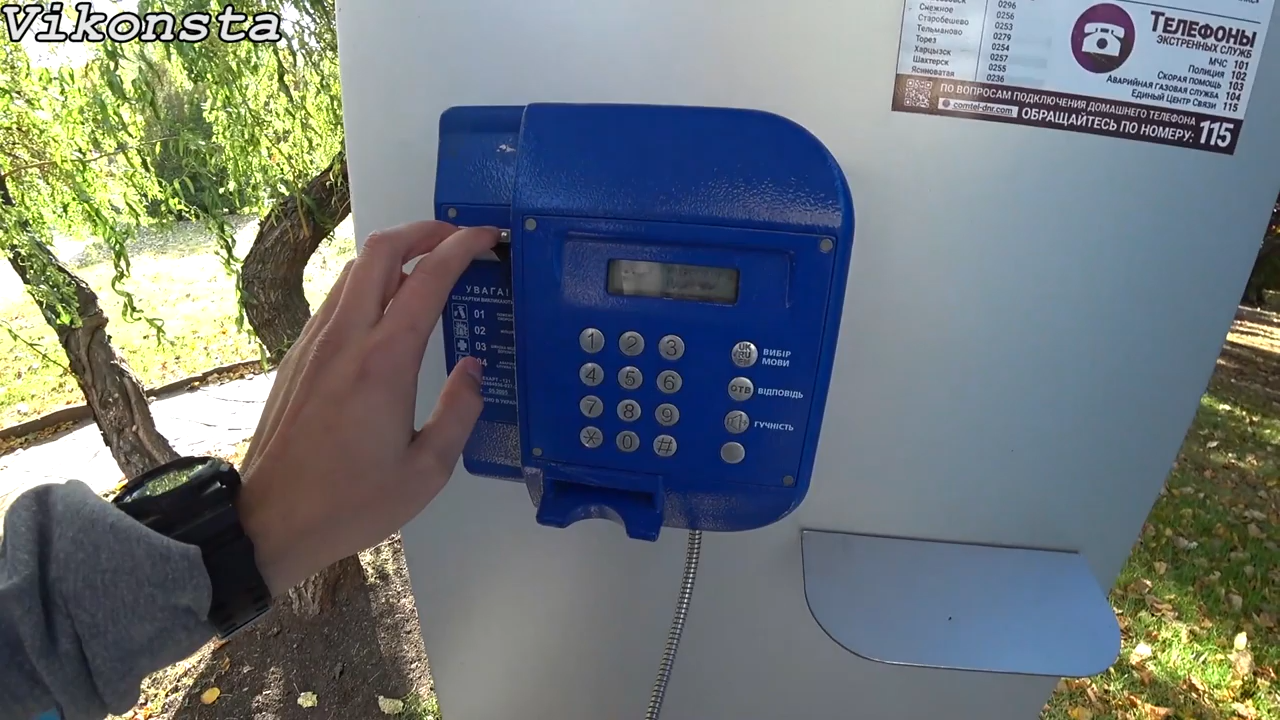 Vikonsta
Снежное 0256
Старобешево 0253
Тельманово 0279
Торез 0254
Харцызск 0257
Шахтерск 0255
Ясиноватая 0236
ТЕЛЕФОНЫ
ЭКСТРЕННЫХ СЛУЖБ
МЧС 101
Полиция 102
Скорая помощь 103
Аварийная газовая служба 104
Единый Центр Связи 115
ПО ВОПРОСАМ ПОДКЛЮЧЕНИЯ ДОМАШНЕГО ТЕЛЕФОНА
comtel-dnr.com ОБРАЩАЙТЕСЬ ПО НОМЕРУ: 115
УВАГА!
БЕЗ КАРТКИ
01
02
03
04
1 2 3
4 5 6
7 8 9
* 0 #
UK
RU
ВИБІР
МОВИ
ОТВ ВІДПОВІДЬ
ГУЧНІСТЬ